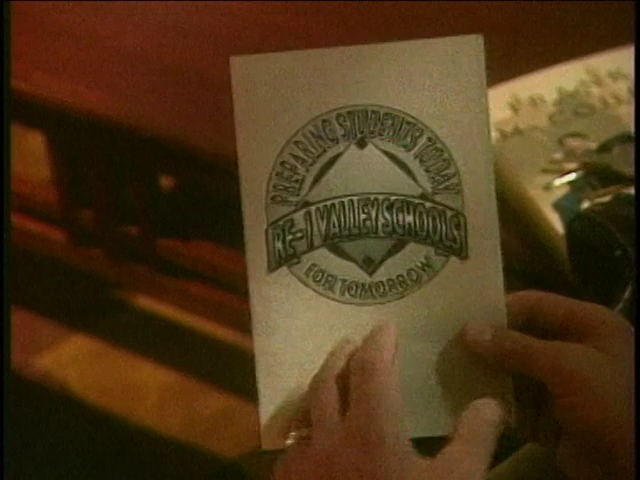 PREPARING STUDENTS TODAY
RE-1 VALLEY SCHOOLS
FOR TOMORROW